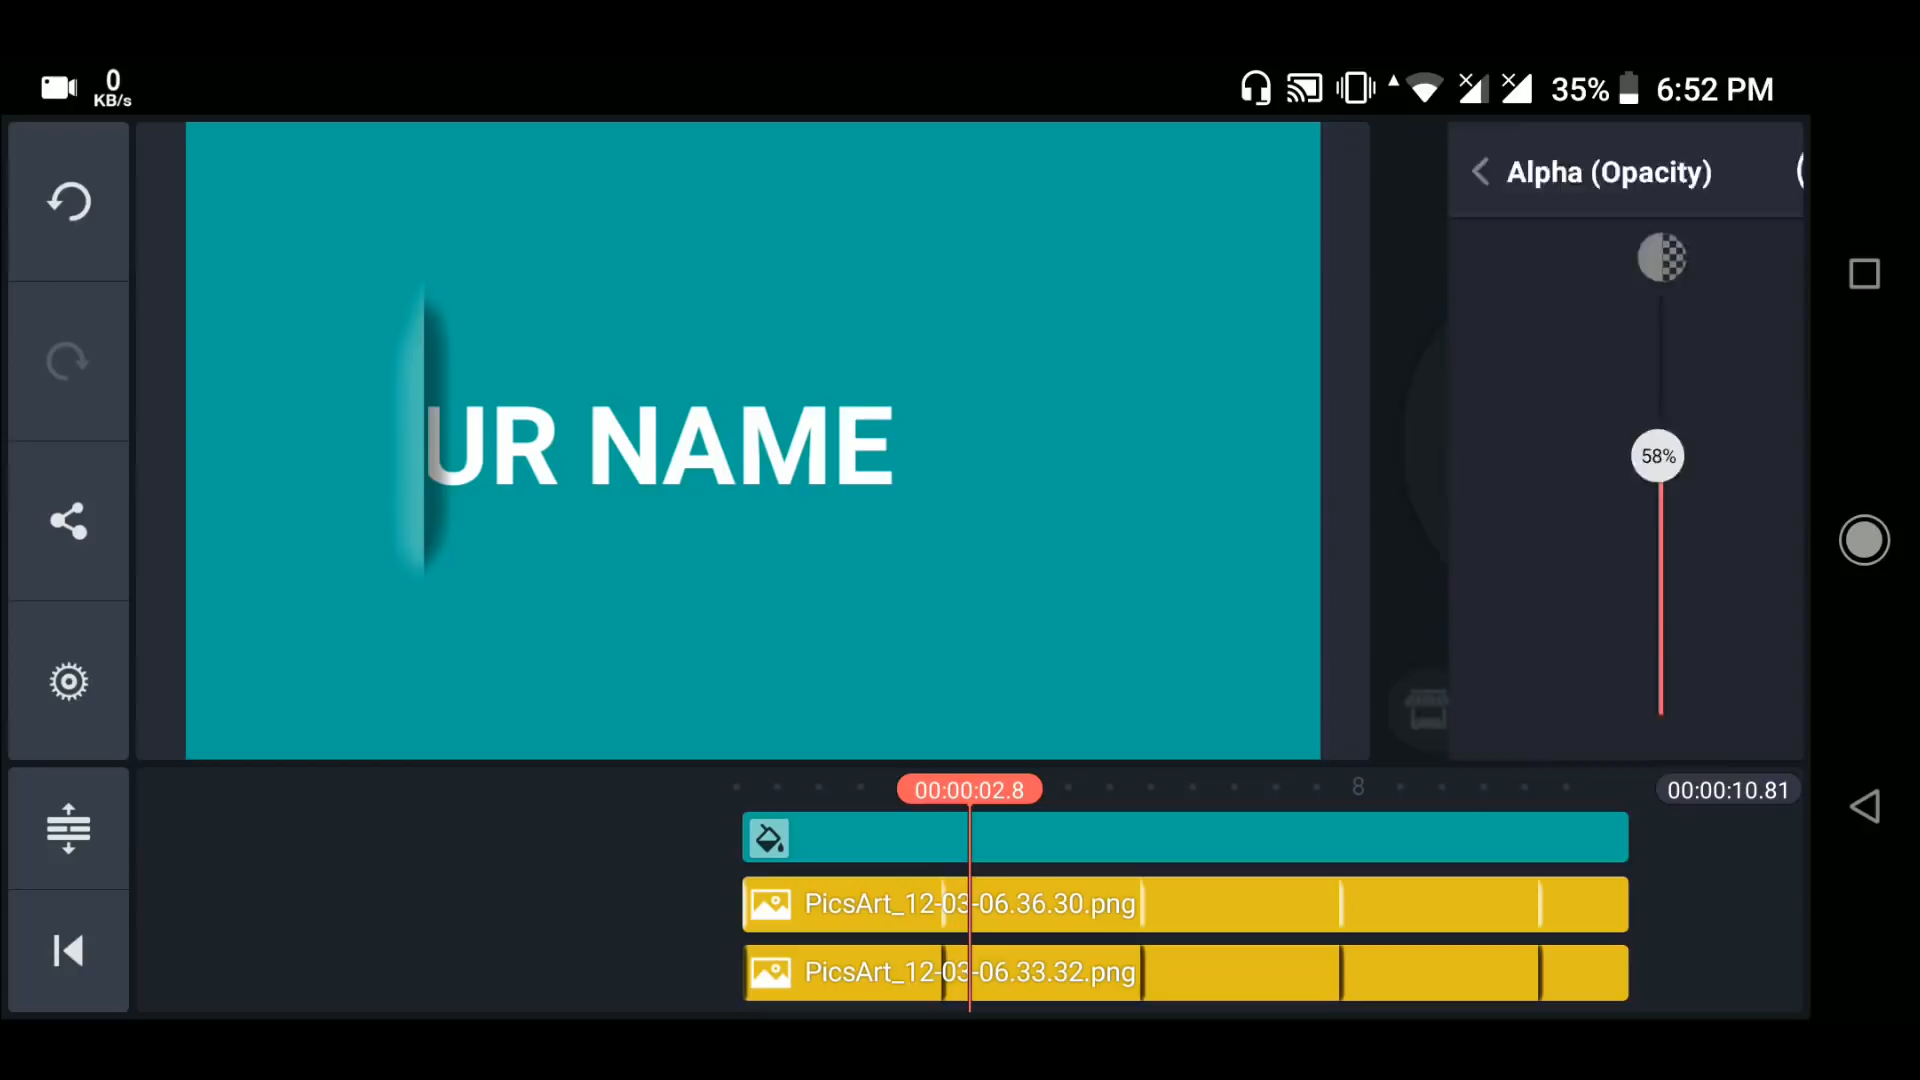 0
KB/s
35%
6:52 PM
Alpha (Opacity)
UR NAME
58%
00:00:02.8
8
00:00:10.81
PicsArt_12-03-06.36.30.png
PicsArt_12-03-06.33.32.png